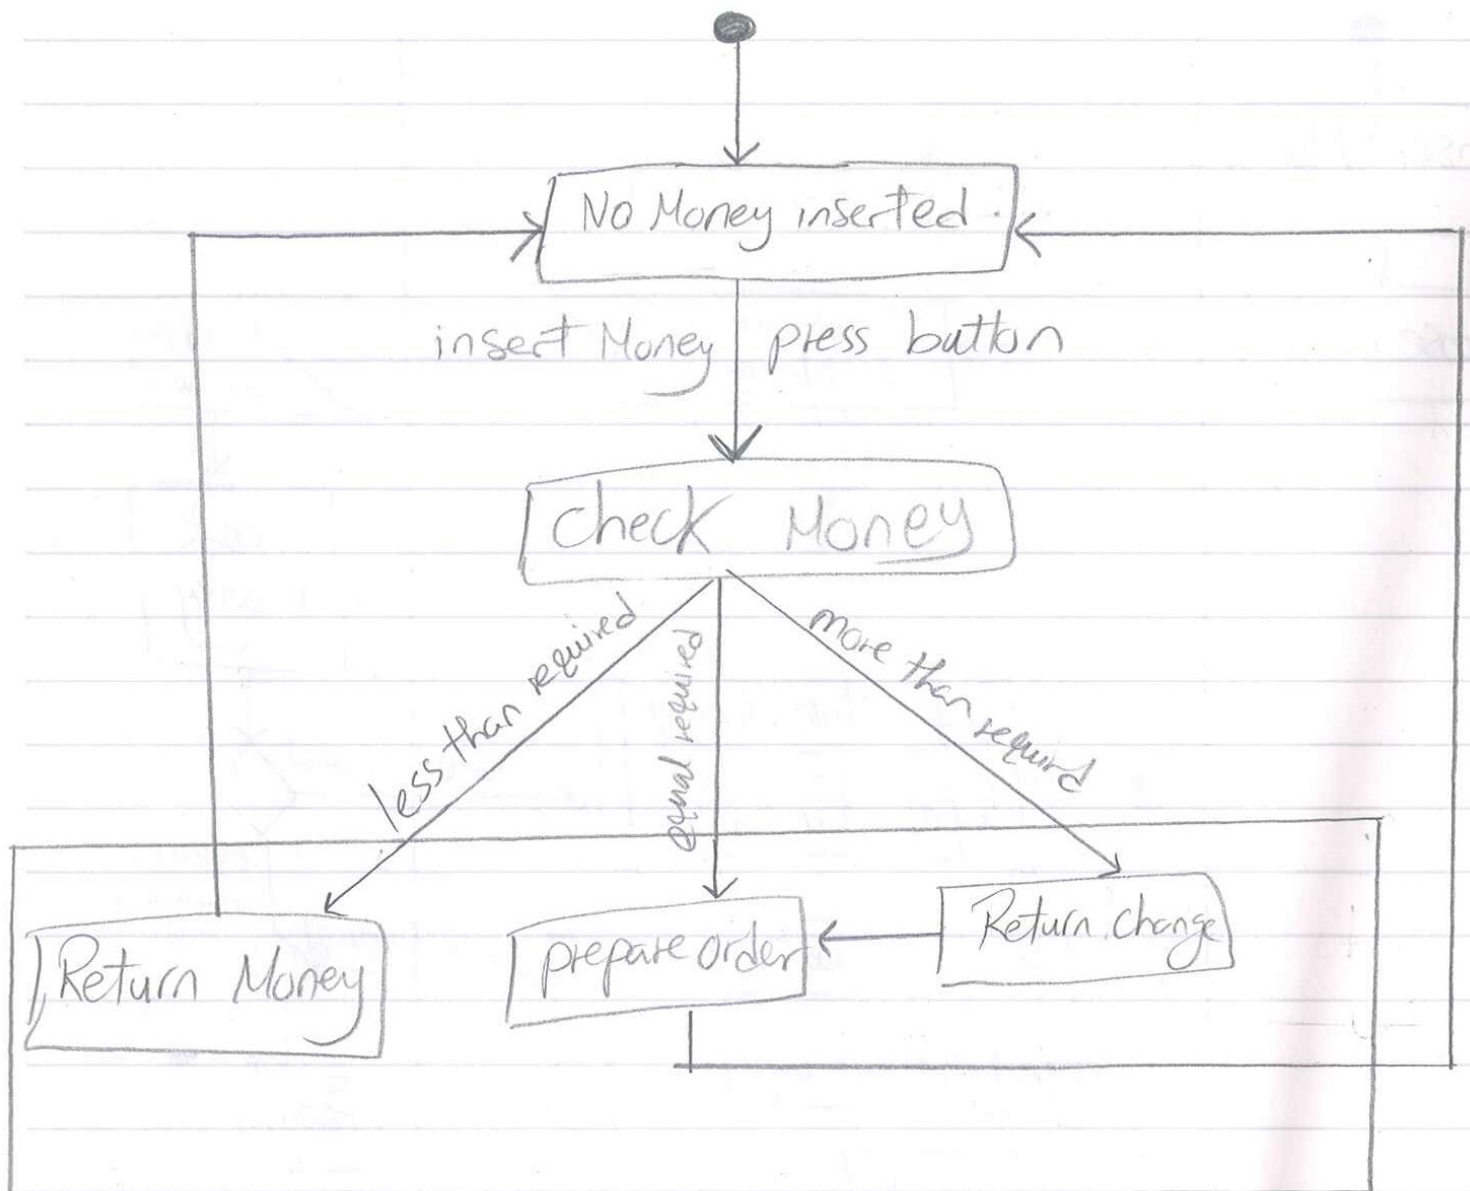 No Money inserted.
insert Money press button
Check Money
less than required
equal required
more than requird
Return Money
prepare order
Return change